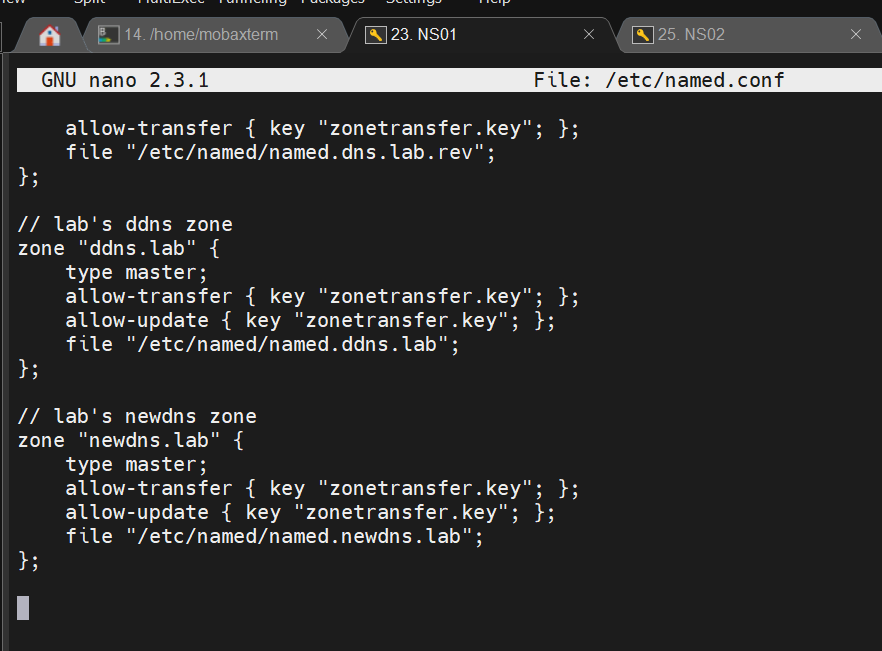 Split MultiExec Tunneling Packages Settings Help
14. /home/mobaxterm
23. NS01
25. NS02
GNU nano 2.3.1 File: /etc/named.conf
allow-transfer { key "zonetransfer.key"; };
file "/etc/named/named.dns.lab.rev";
};
// lab's ddns zone
zone "ddns.lab" {
type master;
allow-transfer { key "zonetransfer.key"; };
allow-update { key "zonetransfer.key"; };
file "/etc/named/named.ddns.lab";
};
// lab's newdns zone
zone "newdns.lab" {
type master;
allow-transfer { key "zonetransfer.key"; };
allow-update { key "zonetransfer.key"; };
file "/etc/named/named.newdns.lab";
};